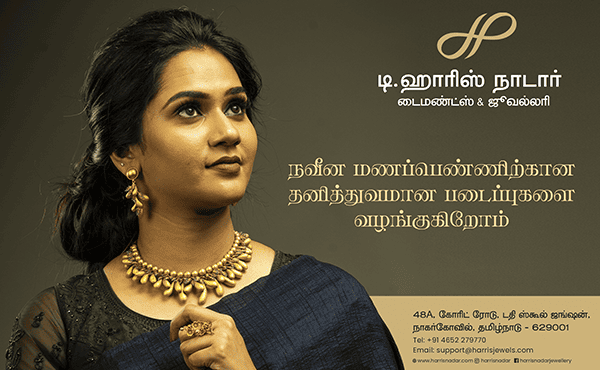 டி.ஹாரிஸ் நாடார்
டைமண்ட்ஸ் & ஜூவல்லரி
நவீன மணப்பெண்ணிற்கான
தனித்துவமான படைப்புகளை
வழங்குகிறோம்
48A, கோர்ட் ரோடு, டதி ஸ்கூல் ஜங்ஷன்,
நாகர்கோவில், தமிழ்நாடு - 629001
Tel: +91 4652 279770
Email: support@harrisjewels.com
www.harrisnadar.com harrisnadar harrisnadarjewellery